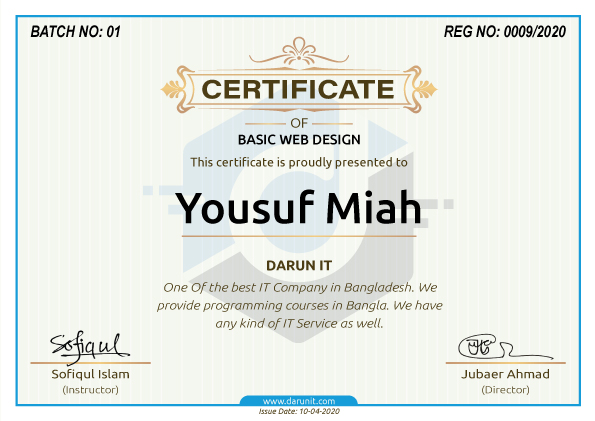 BATCH NO: 01
REG NO: 0009/2020
CERTIFICATE
OF
BASIC WEB DESIGN
This certificate is proudly presented to
Yousuf Miah
DARUN IT
One Of the best IT Company in Bangladesh. We
provide programming courses in Bangla. We have
any kind of IT Service as well.
Sofiqul
Sofiqul Islam
(Instructor)
Jubaer Ahmad
(Director)
www.darunit.com
Issue Date: 10-04-2020